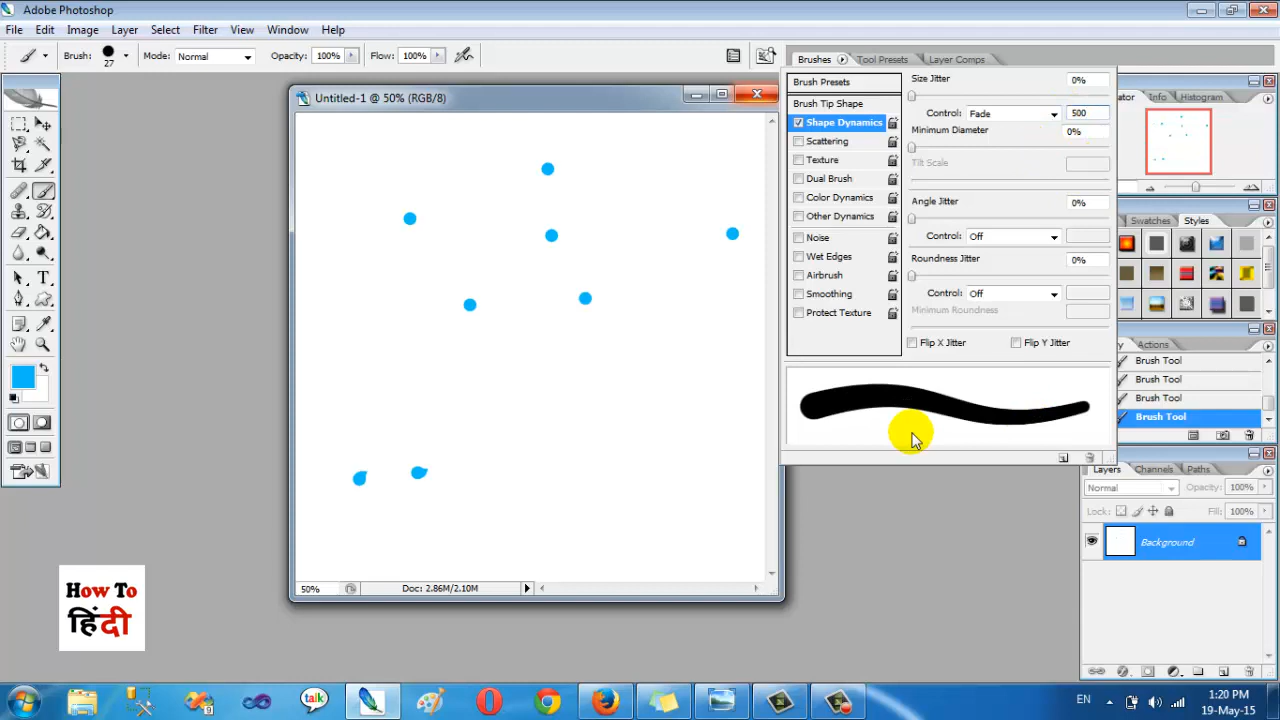 Adobe Photoshop
File Edit Image Layer Select Filter View Window Help
Brush: 27 Mode: Normal Opacity: 100% Flow: 100%
Brushes Tool Presets Layer Comps
Untitled-1 @ 50% (RGB/8)
Brush Presets
Brush Tip Shape
Shape Dynamics
Scattering
Texture
Dual Brush
Color Dynamics
Other Dynamics
Noise
Wet Edges
Airbrush
Smoothing
Protect Texture
Size Jitter 0%
Control: Fade 500
Minimum Diameter 0%
Tilt Scale
Angle Jitter 0%
Control: Off
Roundness Jitter 0%
Control: Off
Minimum Roundness
Flip X Jitter Flip Y Jitter
ator Info Histogram
Swatches Styles
y Actions
Brush Tool
Brush Tool
Brush Tool
Brush Tool
Layers Channels Paths
Normal Opacity: 100%
Lock: Fill: 100%
Background
50% Doc: 2.86M/2.10M
How To
हिंदी
talk
EN
1:20 PM
19-May-15